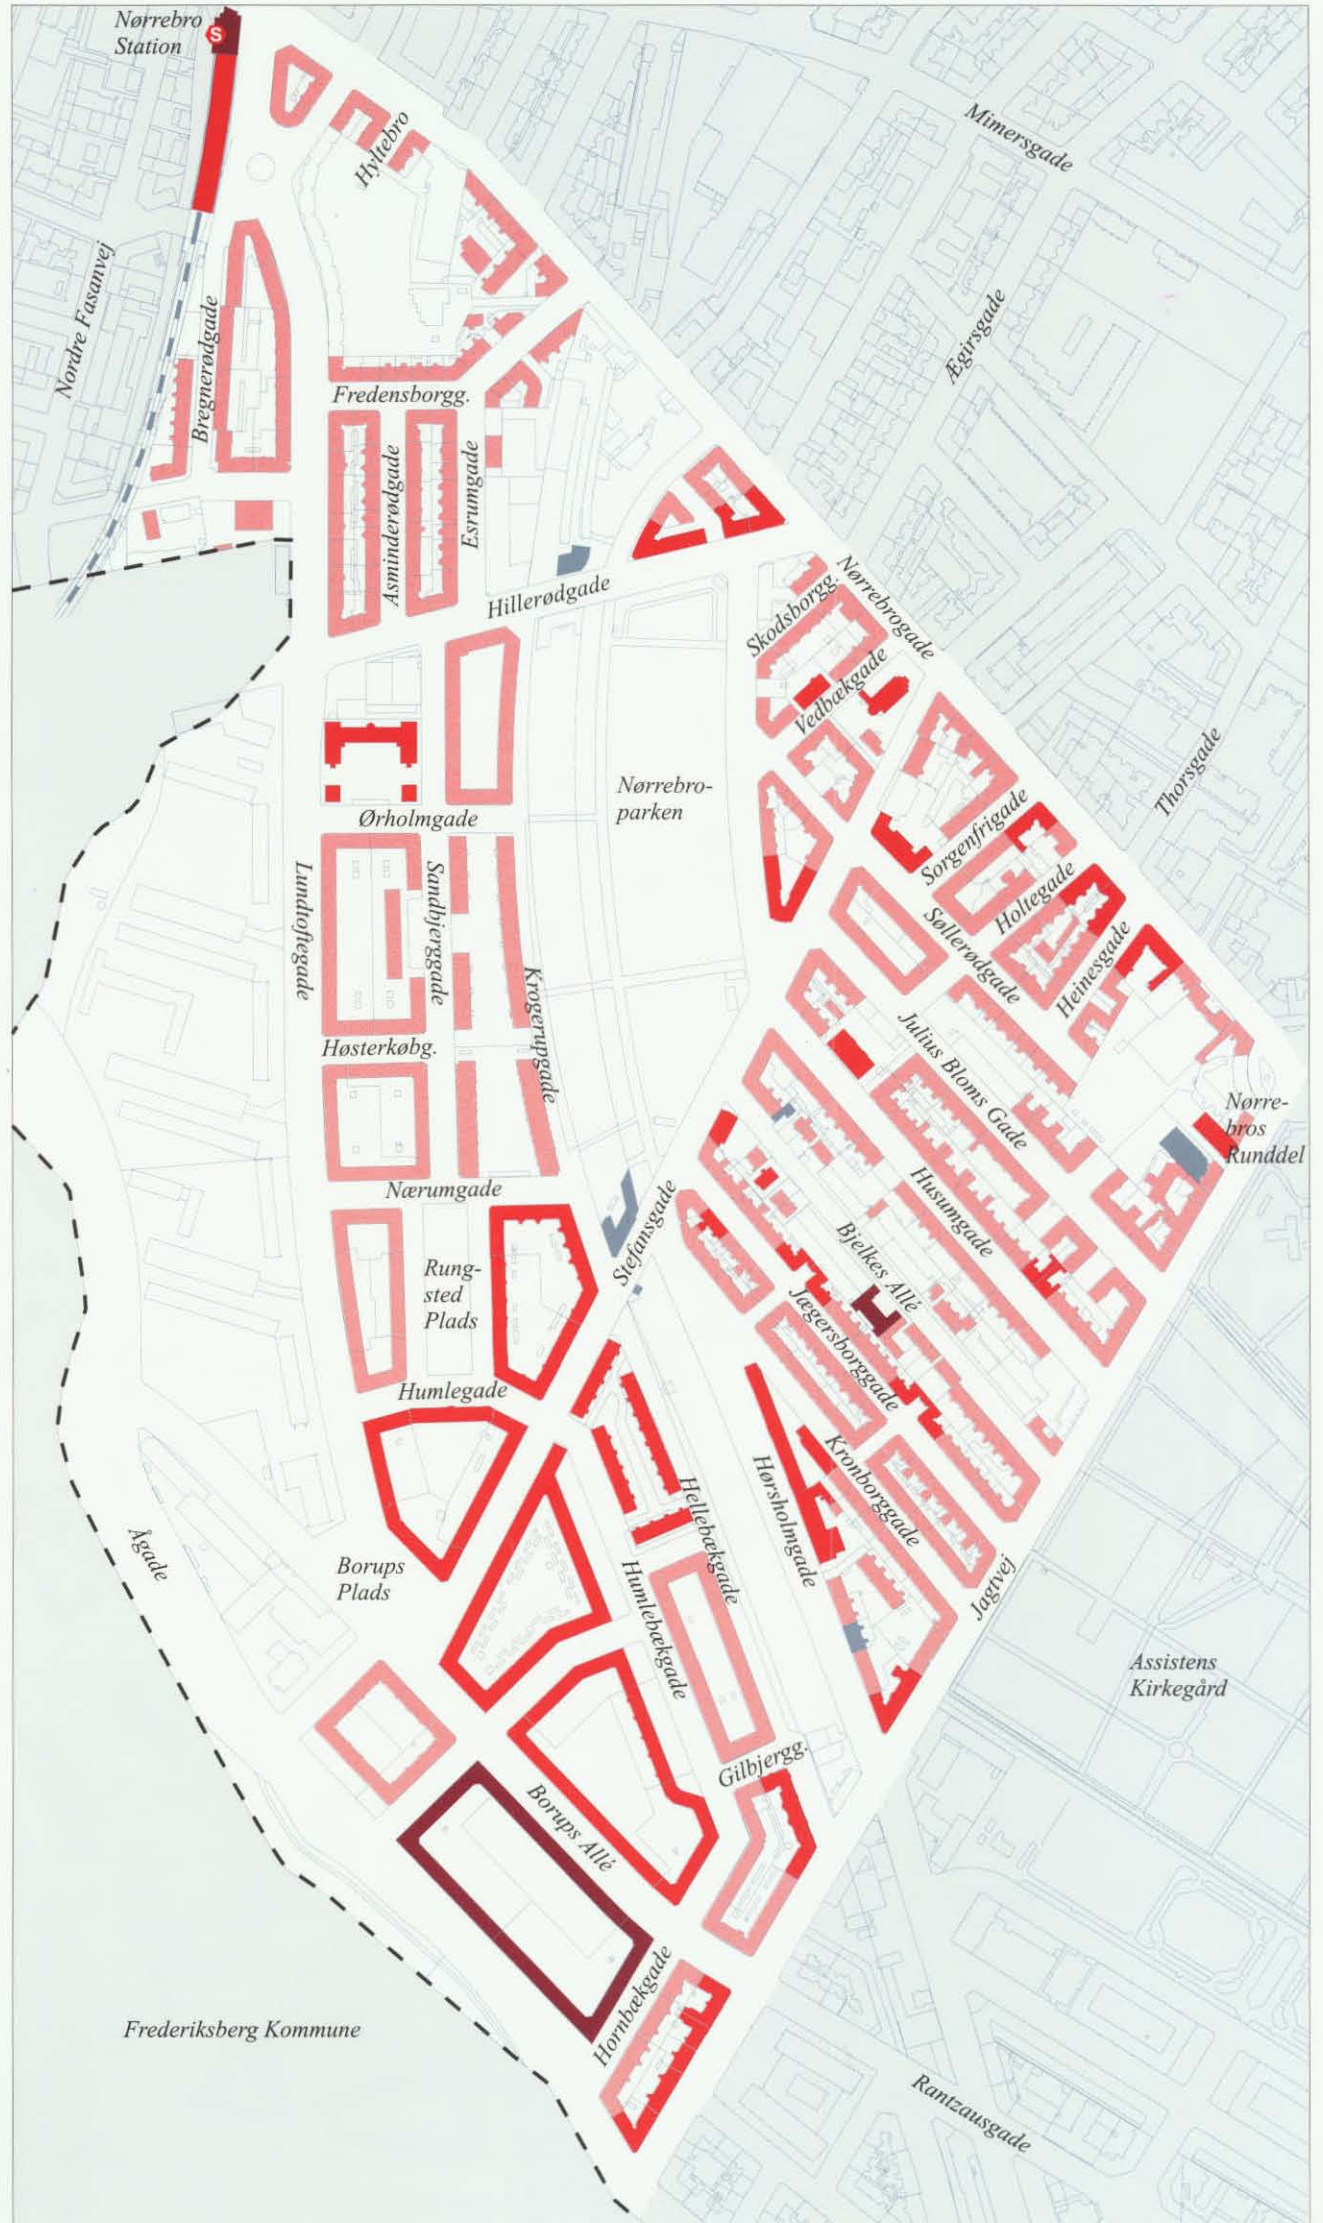 Nørrebro
Station
S
Hyltebro
Mimersgade
Nordre Fasanvej
Bregnerødgade
Ægirsgade
Fredensborgg.
Asminderødgade
Esrumgade
Hillerødgade
Skodsborgg.
Nørrebrogade
Vedbækgade
Thorsgade
Nørrebro-
parken
Ørholmgade
Lundtoftegade
Sandbjerggade
Krogerupgade
Sorgenfrigade
Holtegade
Søllerødgade
Heinesgade
Høsterkøbg.
Julius Bloms Gade
Nørre-
bros
Runddel
Nærumgade
Husumgade
Stefansgade
Bjelkes Allé
Rung-
sted
Plads
Jægersborggade
Humlegade
Kronborggade
Hørsholmgade
Hellebækgade
Ågade
Borups
Plads
Humlebækgade
Jagtvej
Assistens
Kirkegård
Gilbjergg.
Borups Allé
Hornbækgade
Frederiksberg Kommune
Rantzausgade